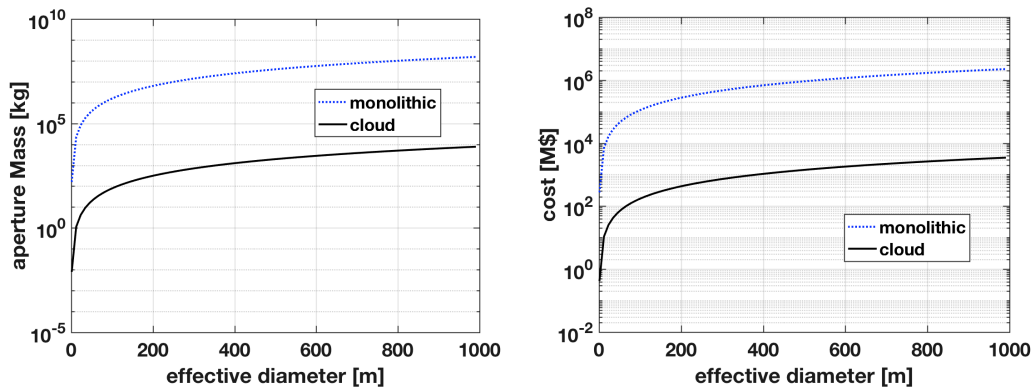 aperture Mass [kg]
10^10
10^5
10^0
10^-5
monolithic
cloud
0 200 400 600 800 1000
effective diameter [m]
cost [M$]
10^8
10^6
10^4
10^2
10^0
10^-2
monolithic
cloud
0 200 400 600 800 1000
effective diameter [m]